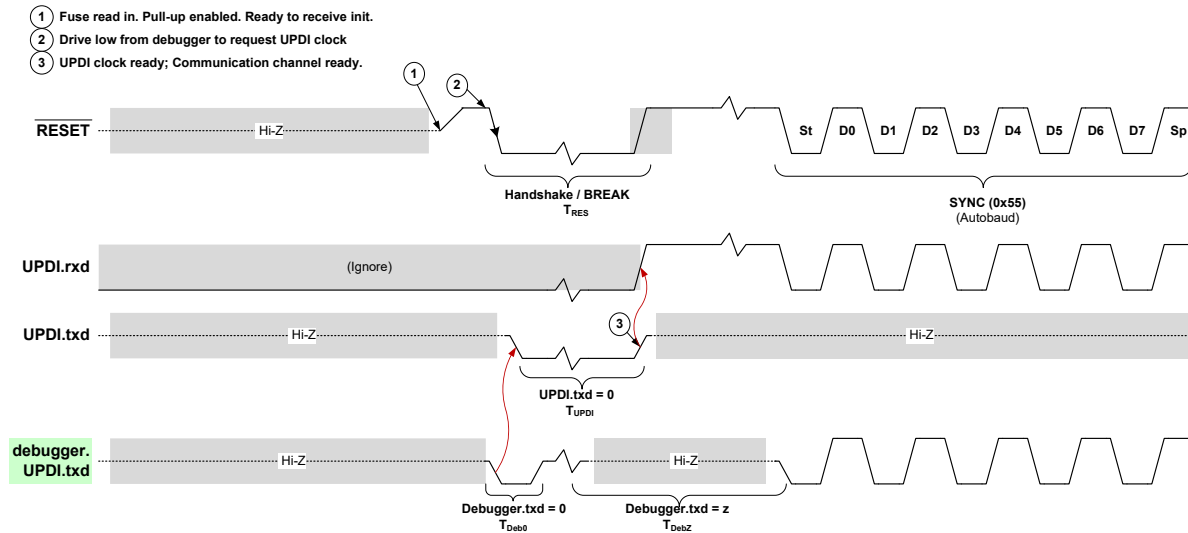 1 Fuse read in. Pull-up enabled. Ready to receive init.
2 Drive low from debugger to request UPDI clock
3 UPDI clock ready; Communication channel ready.
1
2
RESET
Hi-Z
St D0 D1 D2 D3 D4 D5 D6 D7 Sp
Handshake / BREAK
TRES
SYNC (0x55)
(Autobaud)
UPDI.rxd
(Ignore)
UPDI.txd
Hi-Z
3
Hi-Z
UPDI.txd = 0
TUPDI
debugger.
UPDI.txd
Hi-Z
Hi-Z
Debugger.txd = 0
TDeb0
Debugger.txd = z
TDebZ